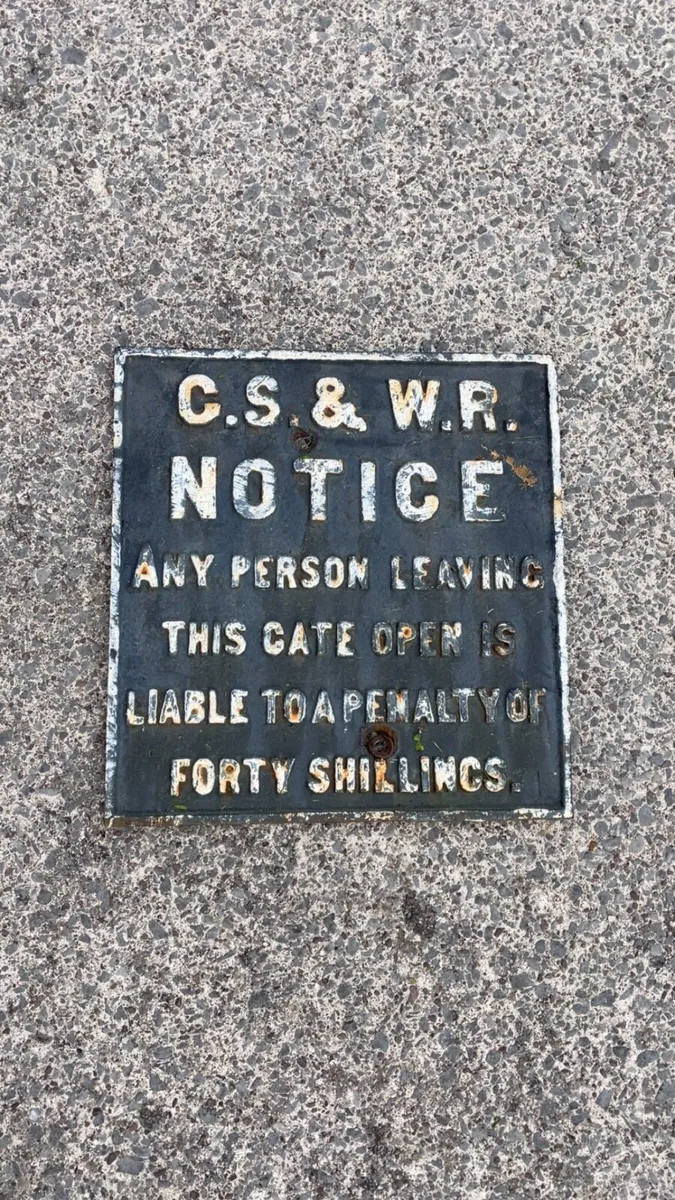 G.S. & W.R.
NOTICE
ANY PERSON LEAVING
THIS GATE OPEN IS
LIABLE TO A PENALTY OF
FORTY SHILLINGS.